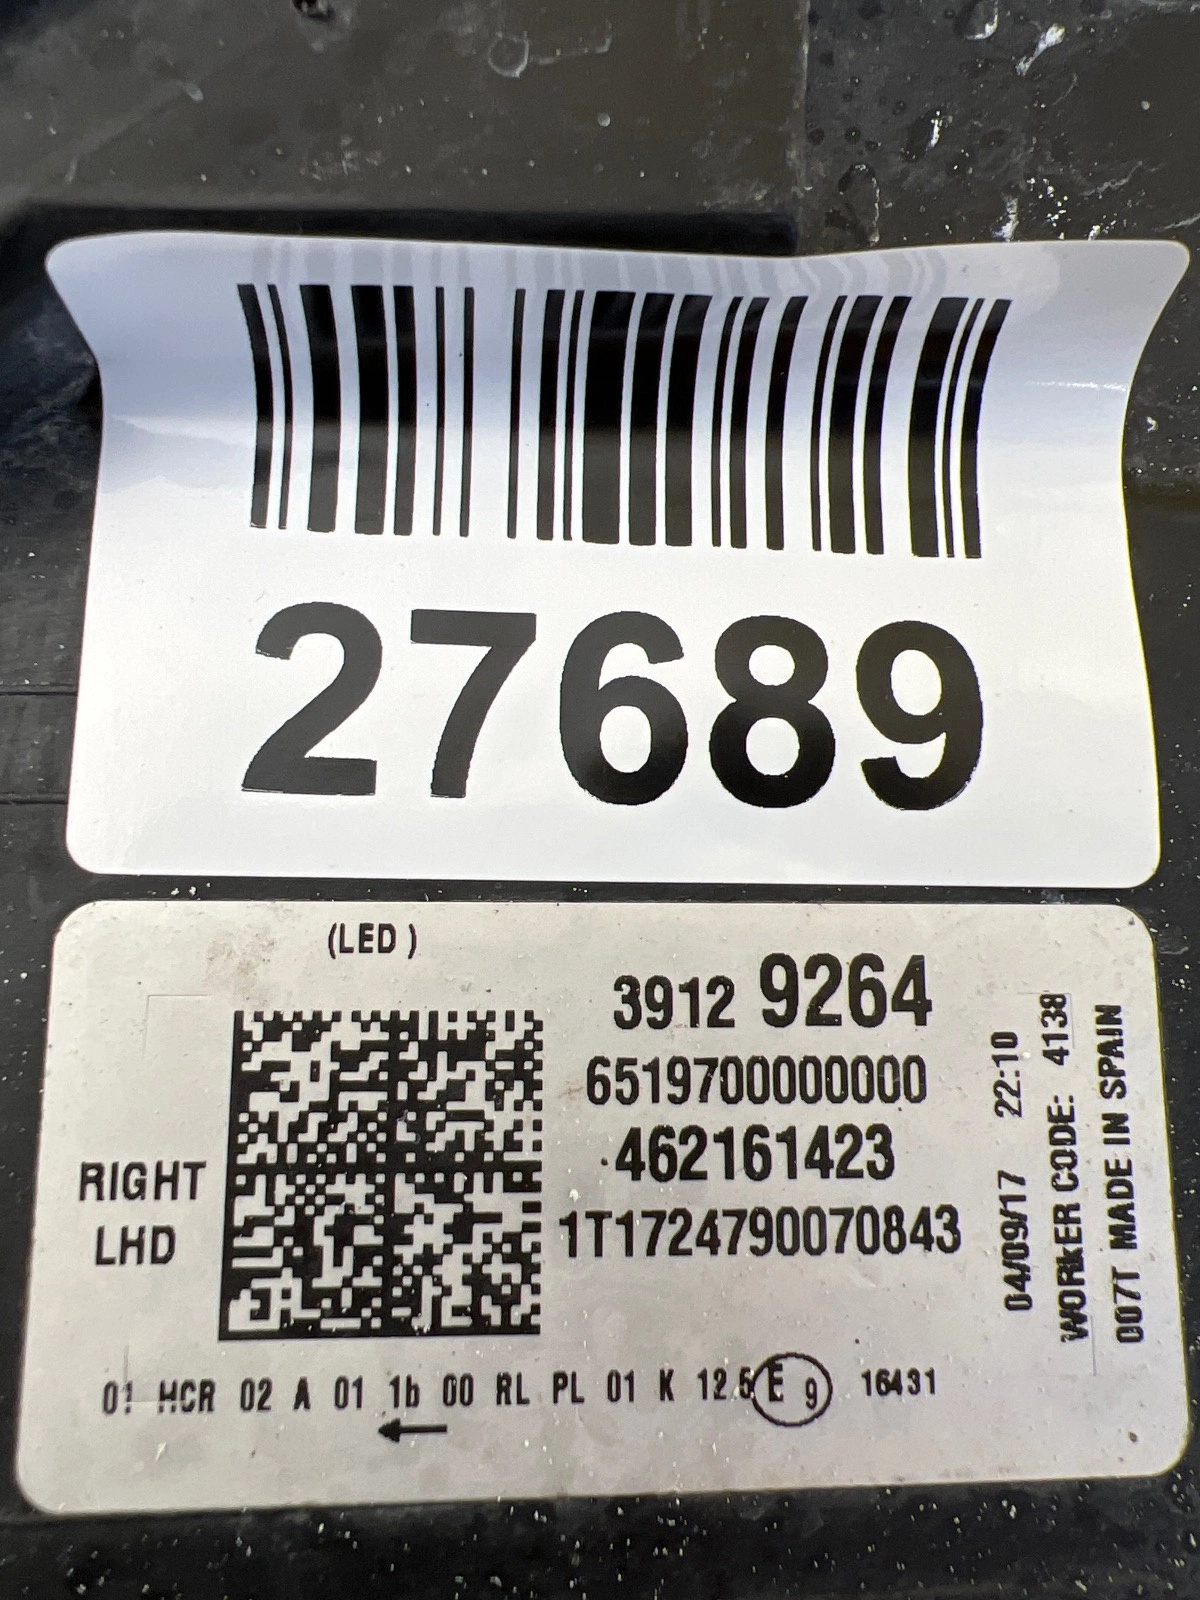 27689
(LED )
3912 9264
6519700000000
462161423
1T1724790070843
RIGHT
LHD
04/09/17 22:10
WORKER CODE: 4138
007T MADE IN SPAIN
01 HCR 02 A 01 1b 00 RL PL 01 K 12.5 E 9 16431